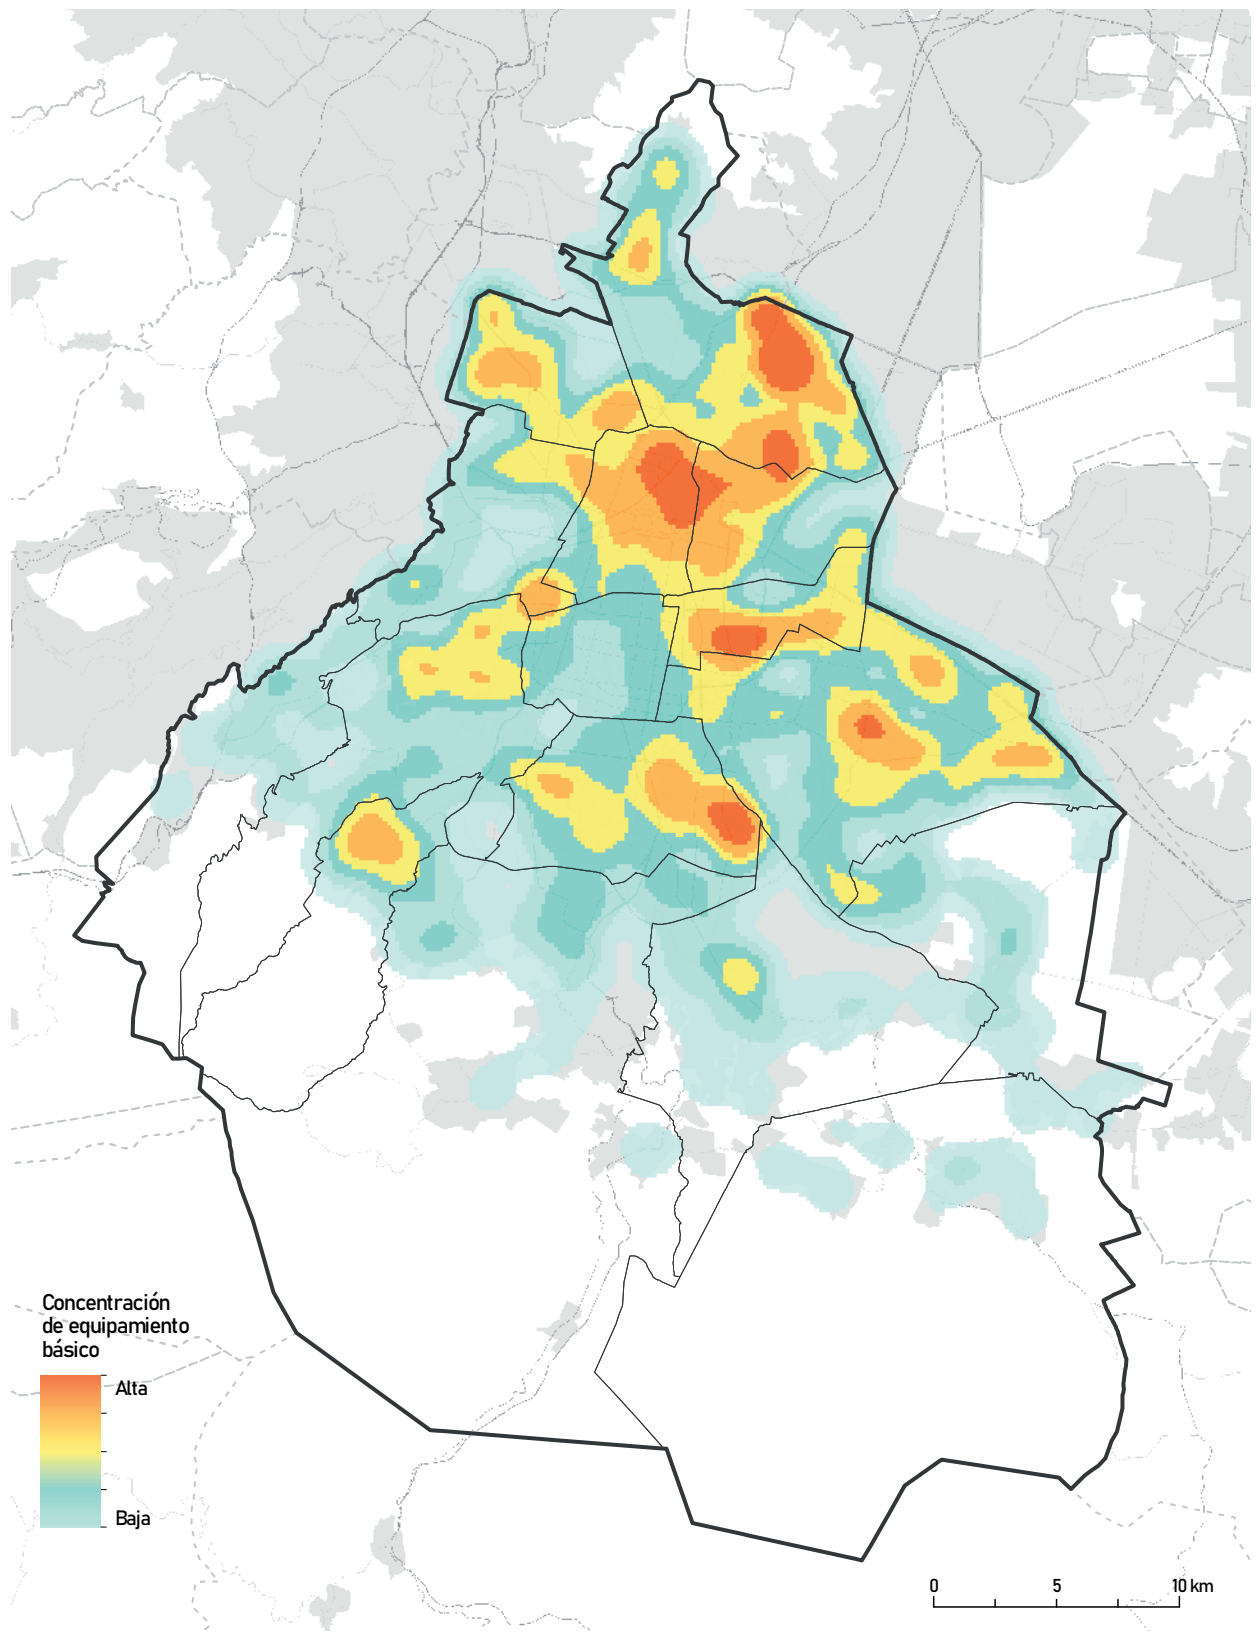 Concentración
de equipamiento
básico
Alta
Baja
0 5 10 km